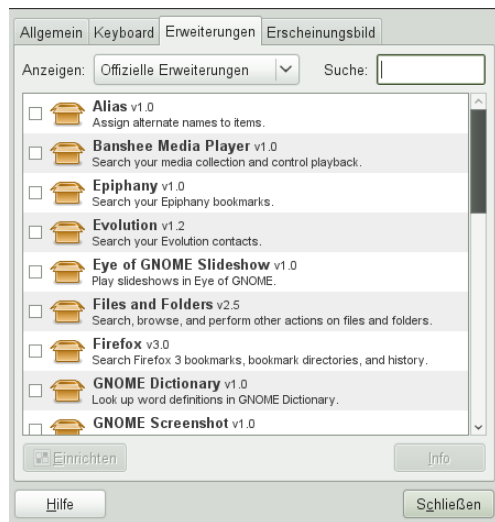 Allgemein Keyboard Erweiterungen Erscheinungsbild
Anzeigen: Offizielle Erweiterungen Suche:
Alias v1.0
Assign alternate names to items.
Banshee Media Player v1.0
Search your media collection and control playback.
Epiphany v1.0
Search your Epiphany bookmarks.
Evolution v1.2
Search your Evolution contacts.
Eye of GNOME Slideshow v1.0
Play slideshows in Eye of GNOME.
Files and Folders v2.5
Search, browse, and perform other actions on files and folders.
Firefox v3.0
Search Firefox 3 bookmarks, bookmark directories, and history.
GNOME Dictionary v1.0
Look up word definitions in GNOME Dictionary.
GNOME Screenshot v1.0
Einrichten Info
Hilfe Schließen